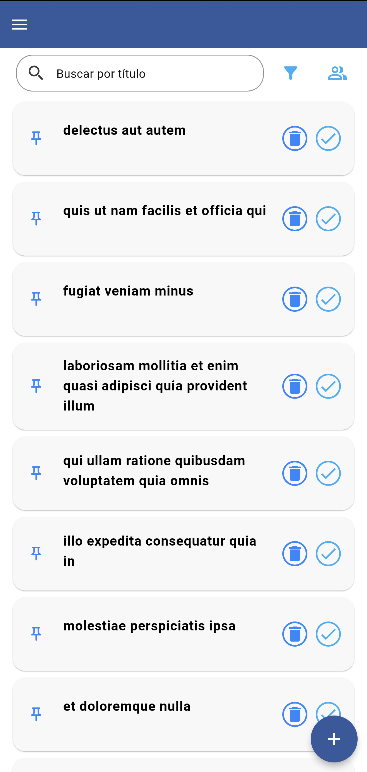 Buscar por título
delectus aut autem
quis ut nam facilis et officia qui
fugiat veniam minus
laboriosam mollitia et enim
quasi adipisci quia provident
illum
qui ullam ratione quibusdam
voluptatem quia omnis
illo expedita consequatur quia
in
molestiae perspiciatis ipsa
et doloremque nulla